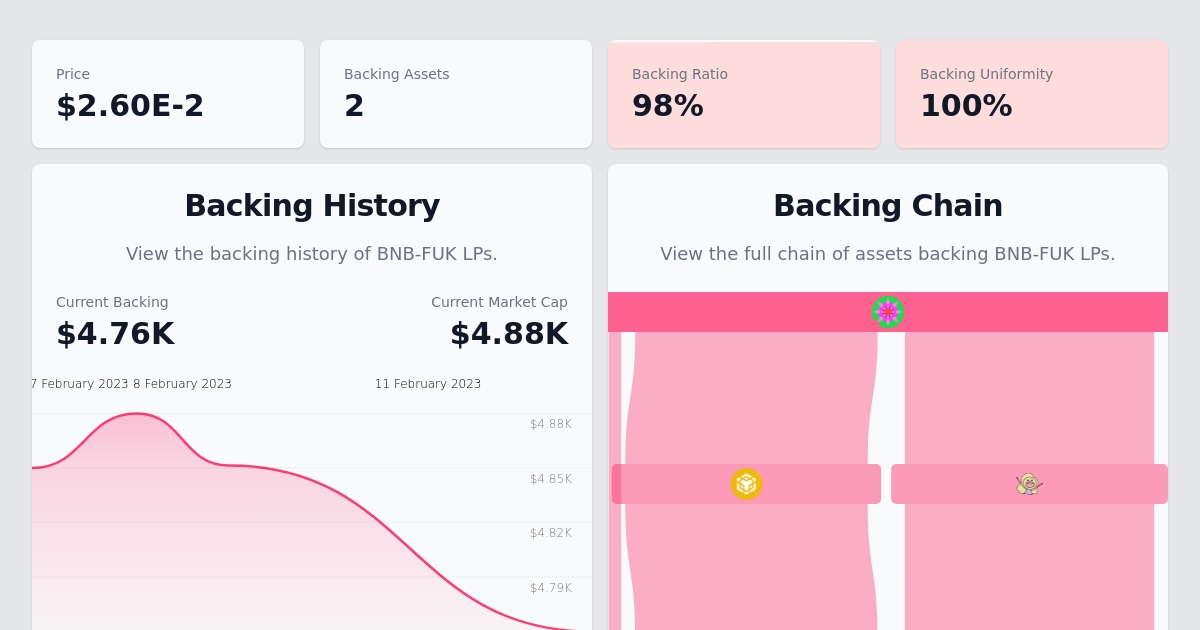 Price
$2.60E-2
Backing Assets
2
Backing Ratio
98%
Backing Uniformity
100%
Backing History
View the backing history of BNB-FUK LPs.
Current Backing
$4.76K
Current Market Cap
$4.88K
7 February 2023 8 February 2023 11 February 2023
$4.88K
$4.85K
$4.82K
$4.79K
Backing Chain
View the full chain of assets backing BNB-FUK LPs.